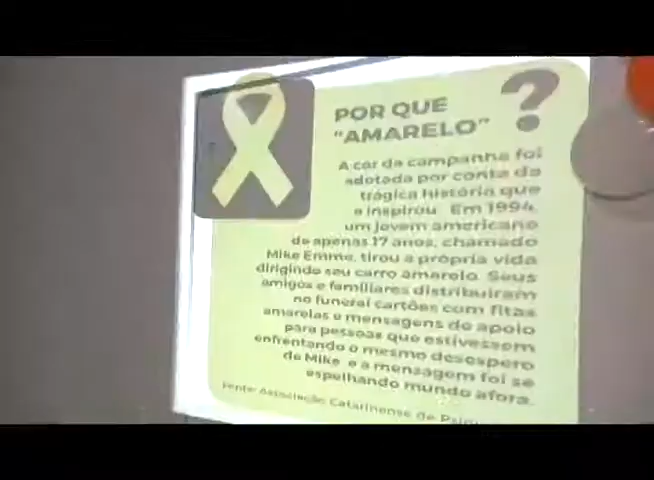 POR QUE
"AMARELO"
?
A cor da campanha foi
adotada por conta da
trágica história que
a inspirou. Em 1994,
um jovem americano
de apenas 17 anos, chamado
Mike Emme, tirou a própria vida
dirigindo seu carro amarelo. Seus
amigos e familiares distribuíram
no funeral cartões com fitas
amarelas e mensagens de apoio
para pessoas que estivessem
enfrentando o mesmo desespero
de Mike e a mensagem foi se
espalhando mundo afora.
Fonte: Associação Catarinense de